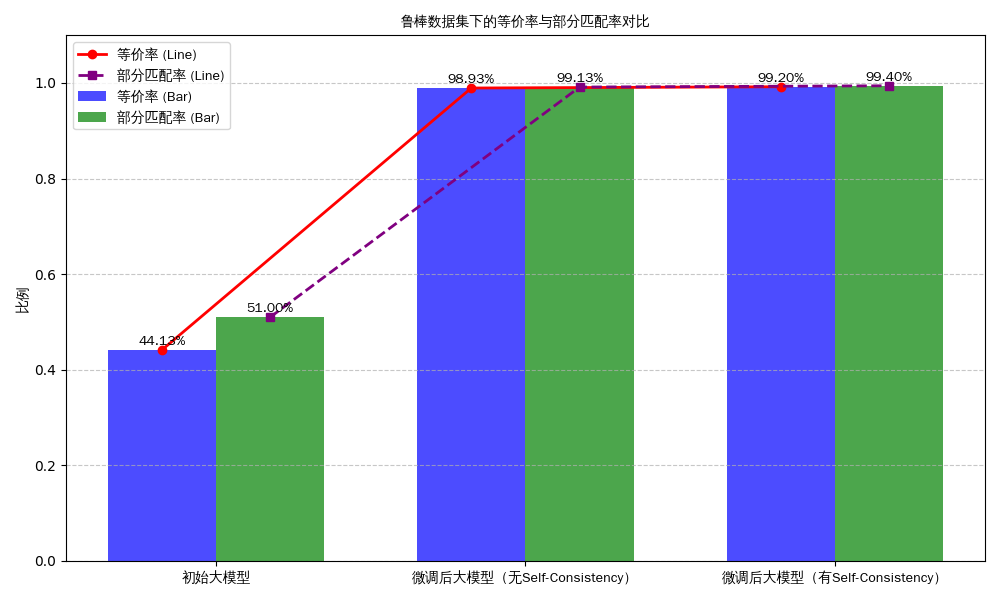 鲁棒数据集下的等价率与部分匹配率对比
等价率 (Line)
部分匹配率 (Line)
等价率 (Bar)
部分匹配率 (Bar)
比例
1.0
0.8
0.6
0.4
0.2
0.0
44.13%
51.00%
98.93%
99.13%
99.20%
99.40%
初始大模型
微调后大模型（无Self-Consistency）
微调后大模型（有Self-Consistency）